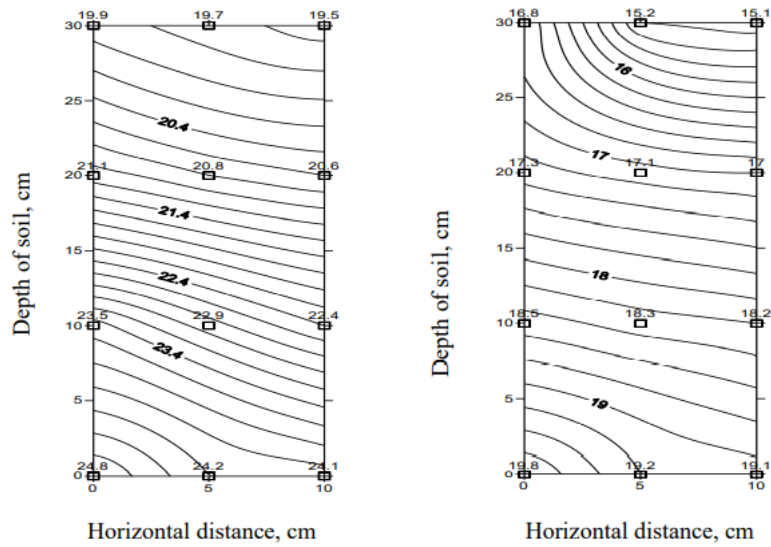 19.9 19.7 19.5
30
25
20.4
21.1 20.8 20.6
20
21.4
15
22.4
23.5 22.9 22.4
10
23.4
5
24.8 24.2 24.1
0
0 5 10
Depth of soil, cm
Horizontal distance, cm
16.8 15.2 15.1
30
16
25
17
17.3 17.1 17
20
15
18
18.5 18.3 18.2
10
5
19
19.8 19.2 19.1
0
0 5 10
Depth of soil, cm
Horizontal distance, cm